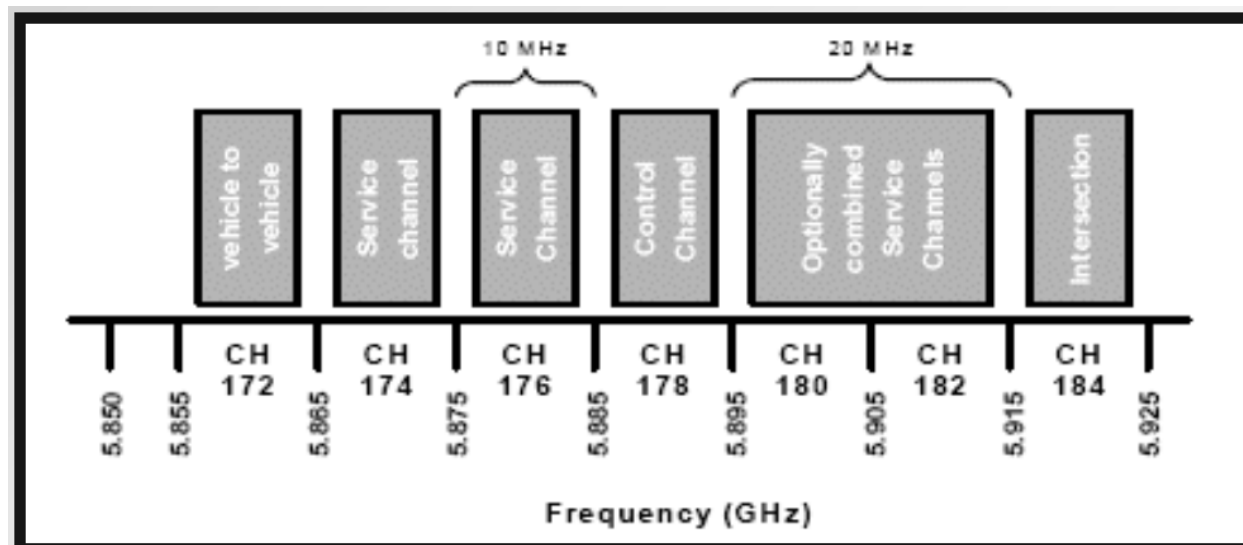 10 MHz
20 MHz
vehicle to
vehicle
Service
channel
Service
Channel
Control
Channel
Optionally
combined
Service
Channels
Intersection
CH
172
CH
174
CH
176
CH
178
CH
180
CH
182
CH
184
5.850
5.855
5.865
5.875
5.885
5.895
5.905
5.915
5.925
Frequency (GHz)